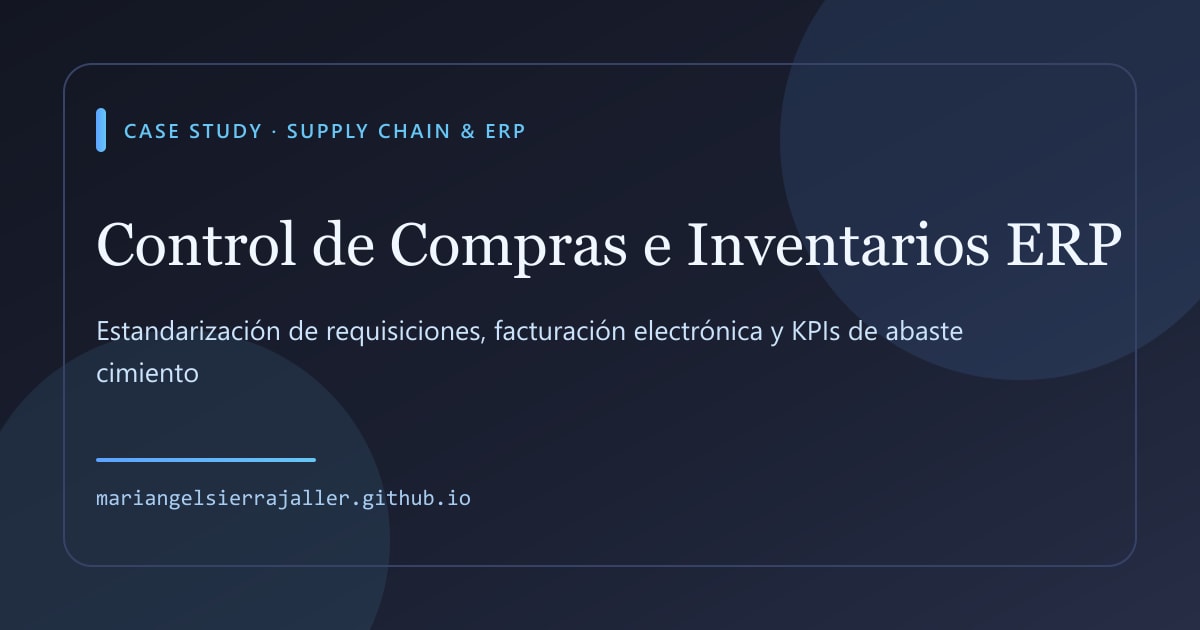 CASE STUDY · SUPPLY CHAIN & ERP
Control de Compras e Inventarios ERP
Estandarización de requisiciones, facturación electrónica y KPIs de abaste
cimiento
mariangelsierrajaller.github.io